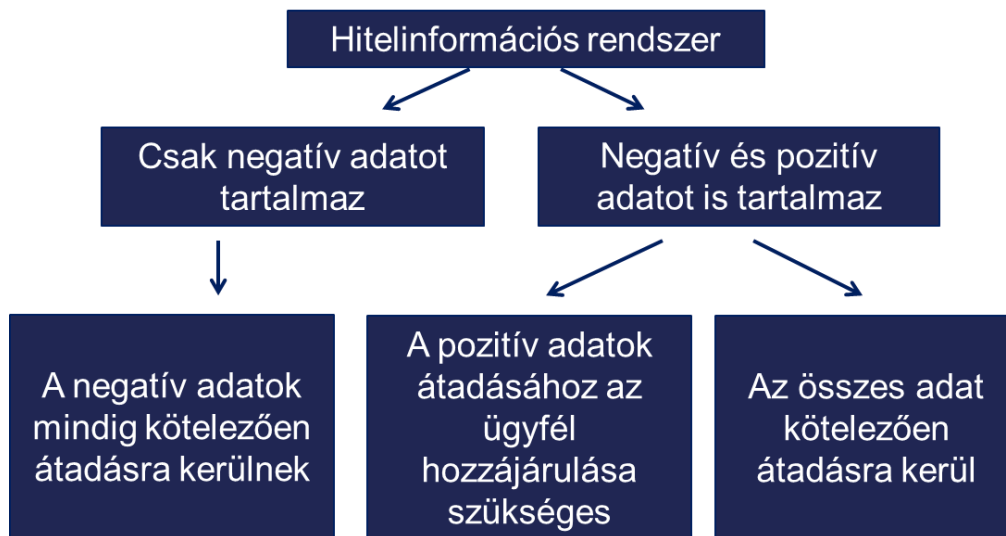 Hitelinformációs rendszer
Csak negatív adatot
tartalmaz
Negatív és pozitív
adatot is tartalmaz
A negatív adatok
mindig kötelezően
átadásra kerülnek
A pozitív adatok
átadásához az
ügyfél
hozzájárulása
szükséges
Az összes adat
kötelezően
átadásra kerül